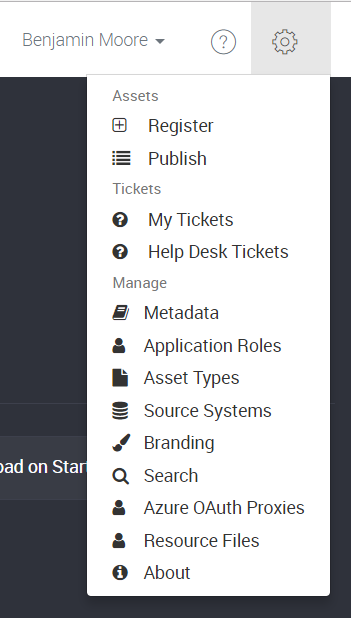 Benjamin Moore
?
Assets
Register
Publish
Tickets
My Tickets
Help Desk Tickets
Manage
Metadata
Application Roles
Asset Types
Source Systems
oad on Start
Branding
Search
Azure OAuth Proxies
Resource Files
About